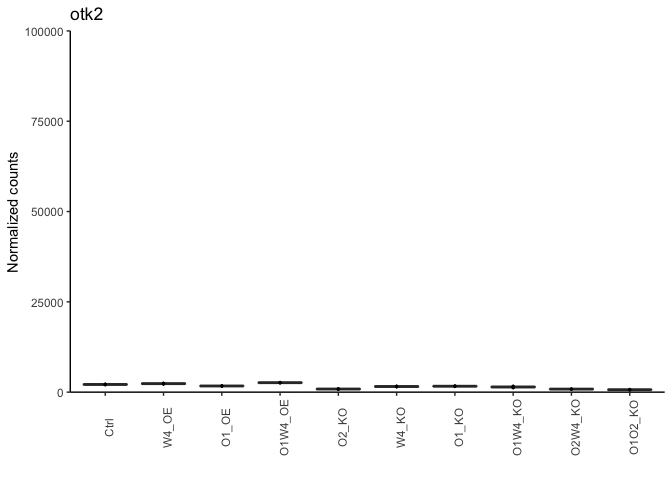 otk2
100000
75000
50000
25000
0
Normalized counts
Ctrl
W4_OE
O1_OE
O1W4_OE
O2_KO
W4_KO
O1_KO
O1W4_KO
O2W4_KO
O1O2_KO